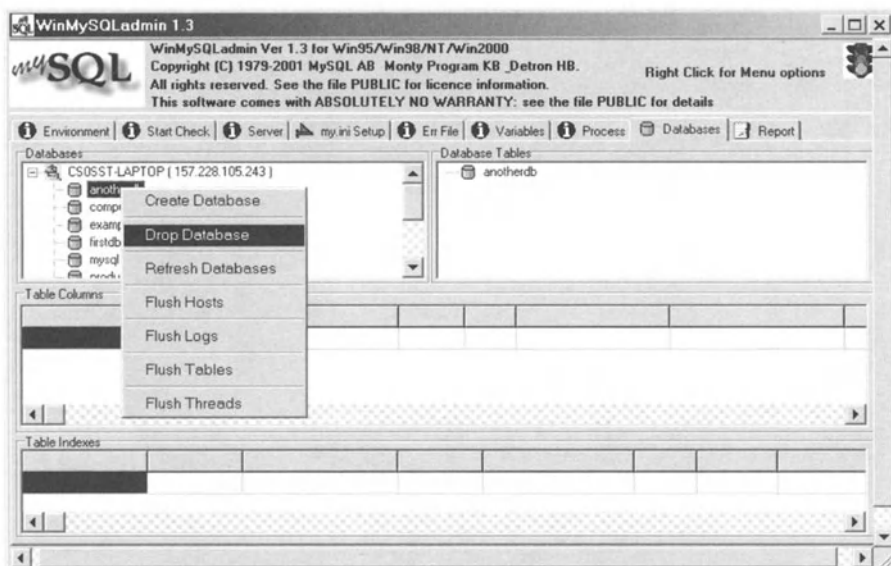 WinMySQLadmin 1.3
mySQL
WinMySQLadmin Ver 1.3 for Win95/Win98/NT/Win2000
Copyright (C) 1979-2001 MySQL AB Monty Program KB _Detron HB.
All rights reserved. See the file PUBLIC for licence information.
This software comes with ABSOLUTELY NO WARRANTY: see the file PUBLIC for details
Right Click for Menu options
Environment Start Check Server my.ini Setup Err File Variables Process Databases Report
Databases
CS0SST-LAPTOP ( 157.228.105.243 )
firstdb
mysql
Create Database
Drop Database
Refresh Databases
Flush Hosts
Flush Logs
Flush Tables
Flush Threads
Database Tables
anotherdb
Table Columns
Table Indexes